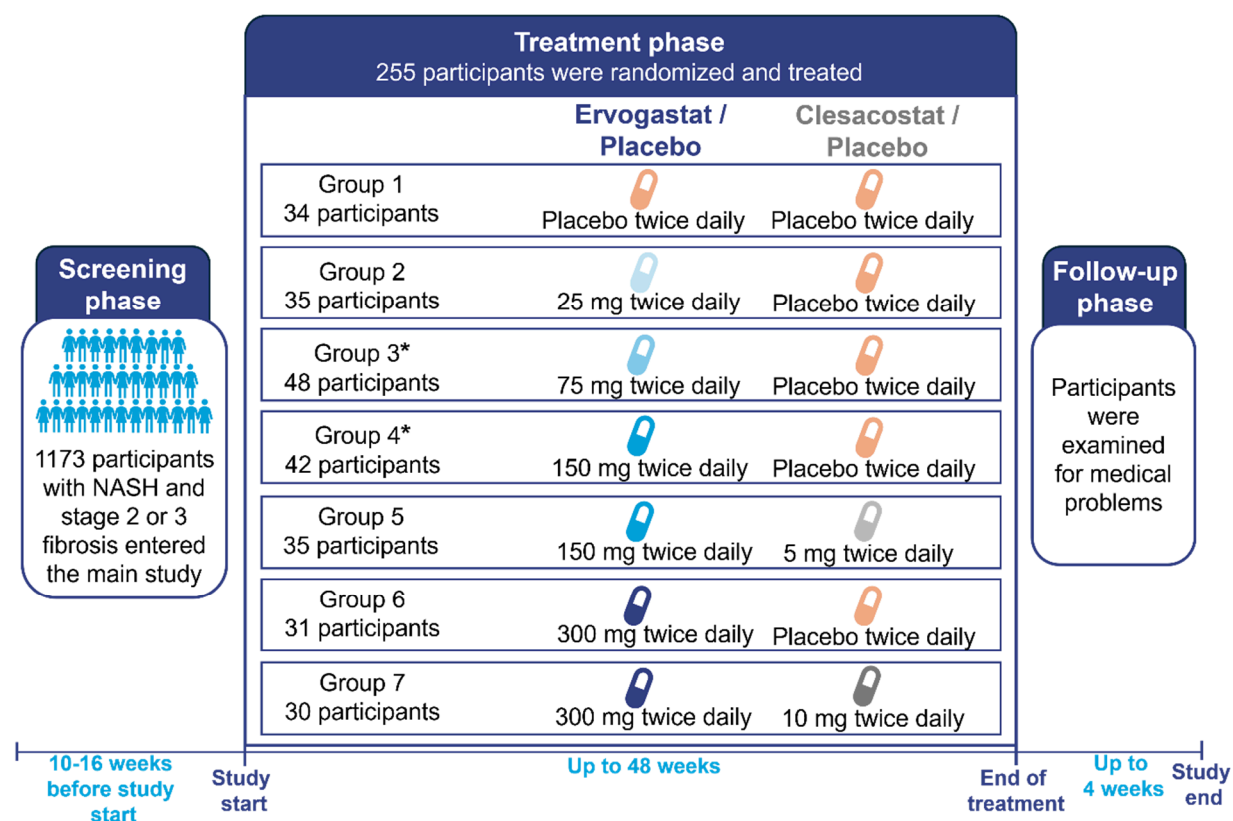 Treatment phase
255 participants were randomized and treated
Ervogastat /
Placebo
Clesacostat /
Placebo
Group 1
34 participants
Placebo twice daily
Placebo twice daily
Group 2
35 participants
25 mg twice daily
Placebo twice daily
Group 3*
48 participants
75 mg twice daily
Placebo twice daily
Group 4*
42 participants
150 mg twice daily
Placebo twice daily
Group 5
35 participants
150 mg twice daily
5 mg twice daily
Group 6
31 participants
300 mg twice daily
Placebo twice daily
Group 7
30 participants
300 mg twice daily
10 mg twice daily
Screening
phase
1173 participants
with NASH and
stage 2 or 3
fibrosis entered
the main study
Follow-up
phase
Participants
were
examined
for medical
problems
10-16 weeks
before study
start
Study
start
Up to 48 weeks
End of
treatment
Up to
4 weeks
Study
end